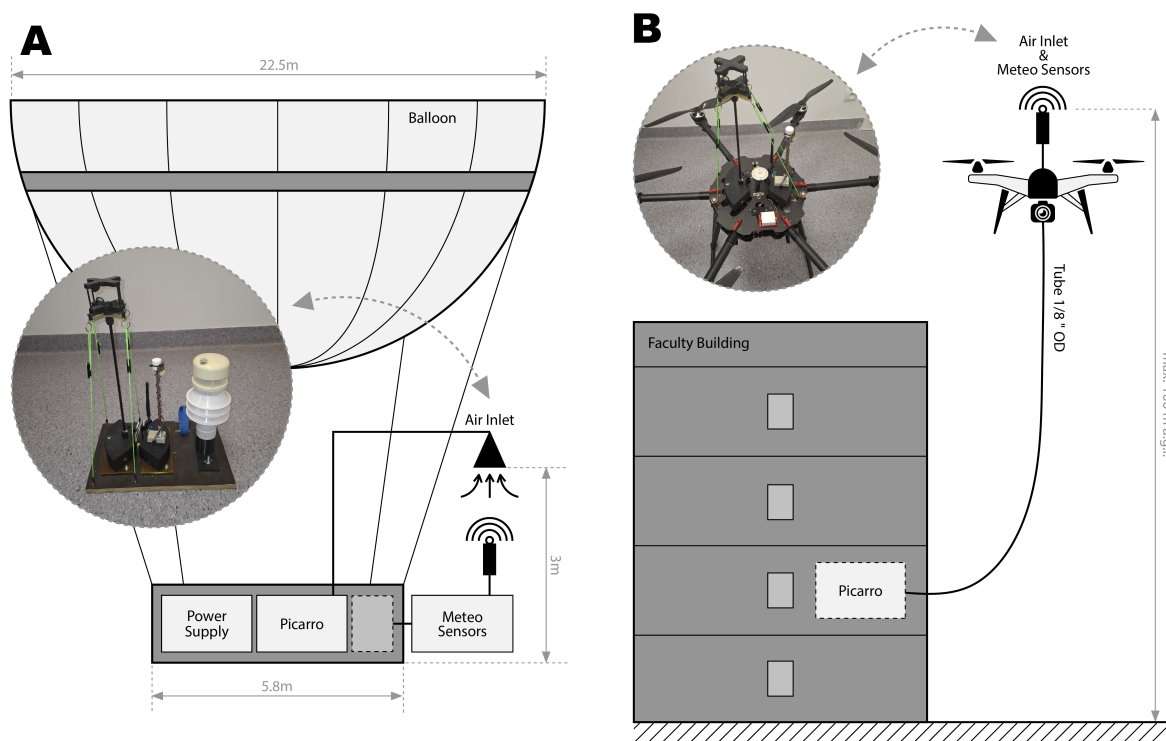 A
22.5m
Balloon
Air Inlet
3m
Power
Supply
Picarro
Meteo
Sensors
5.8m
B
Air Inlet
&
Meteo Sensors
Tube 1/8 " OD
Faculty Building
Picarro